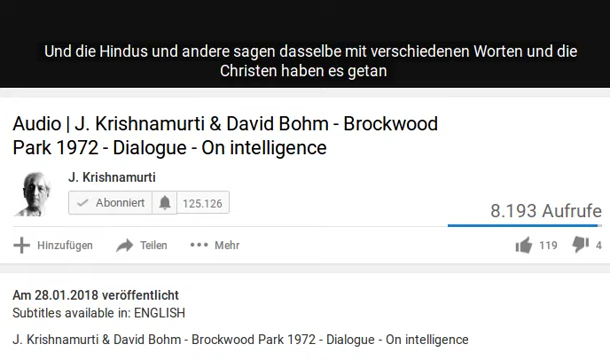 Und die Hindus und andere sagen dasselbe mit verschiedenen Worten und die
Christen haben es getan
Audio | J. Krishnamurti & David Bohm - Brockwood
Park 1972 - Dialogue - On intelligence
J. Krishnamurti
Abonniert 125.126
8.193 Aufrufe
Hinzufügen Teilen Mehr 119 4
Am 28.01.2018 veröffentlicht
Subtitles available in: ENGLISH
J. Krishnamurti & David Bohm - Brockwood Park 1972 - Dialogue - On intelligence